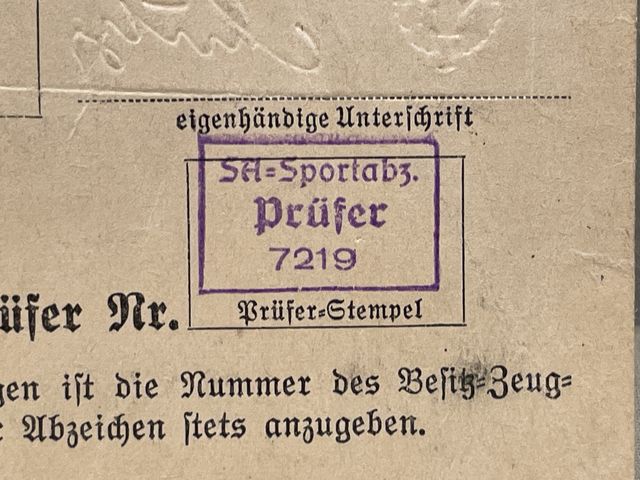 eigenhändige Unterschrift
SA=Sportabz.
Prüfer
7219
Prüfer=Stempel
üfer Nr.
gen ist die Nummer des Besitz=Zeug=
Abzeichen stets anzugeben.